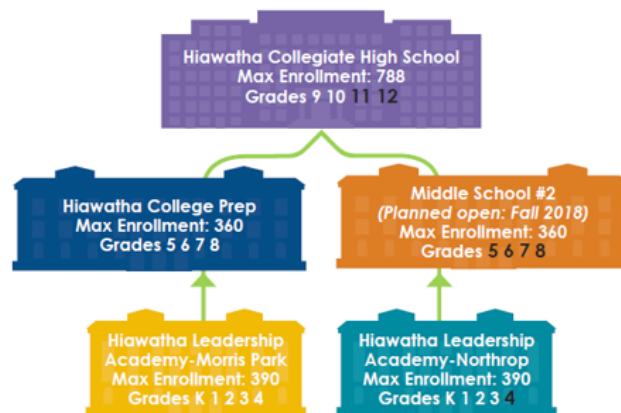 Hiawatha Collegiate High School
Max Enrollment: 788
Grades 9 10 11 12
Hiawatha College Prep
Max Enrollment: 360
Grades 5 6 7 8
Middle School #2
(Planned open: Fall 2018)
Max Enrollment: 360
Grades 5 6 7 8
Hiawatha Leadership
Academy-Morris Park
Max Enrollment: 390
Grades K 1 2 3 4
Hiawatha Leadership
Academy-Northrop
Max Enrollment: 390
Grades K 1 2 3 4